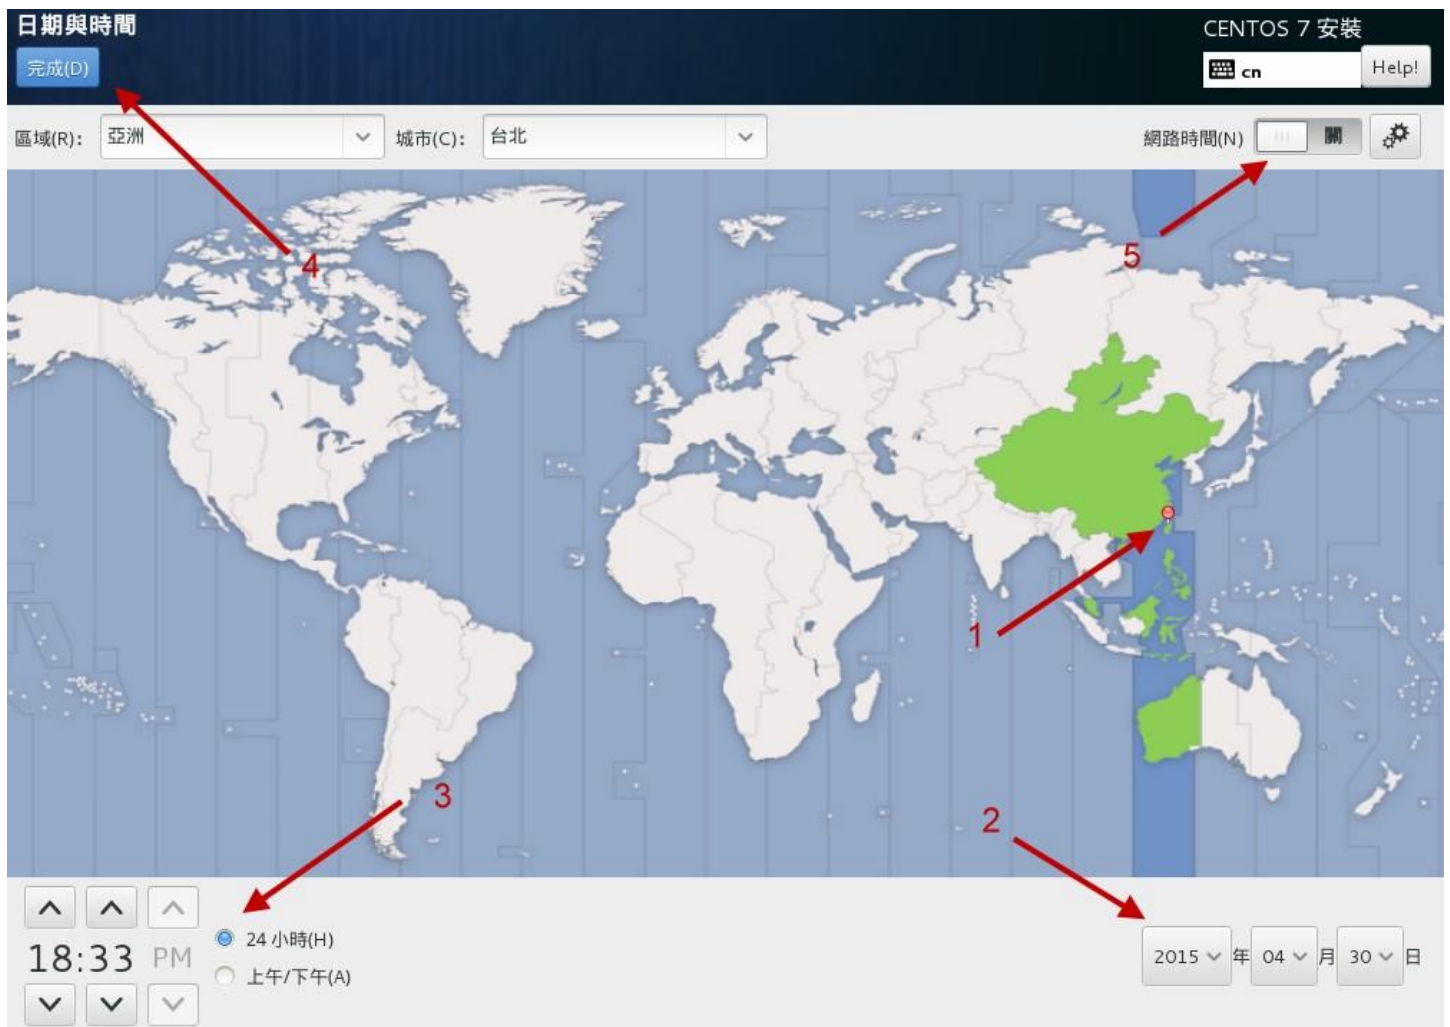 日期與時間
CENTOS 7 安裝
完成(D)
cn
Help!
區域(R):
亞洲
城市(C):
台北
網路時間(N)
關
4
5
1
3
2
24 小時(H)
18:33 PM
上午/下午(A)
2015 年 04 月 30 日